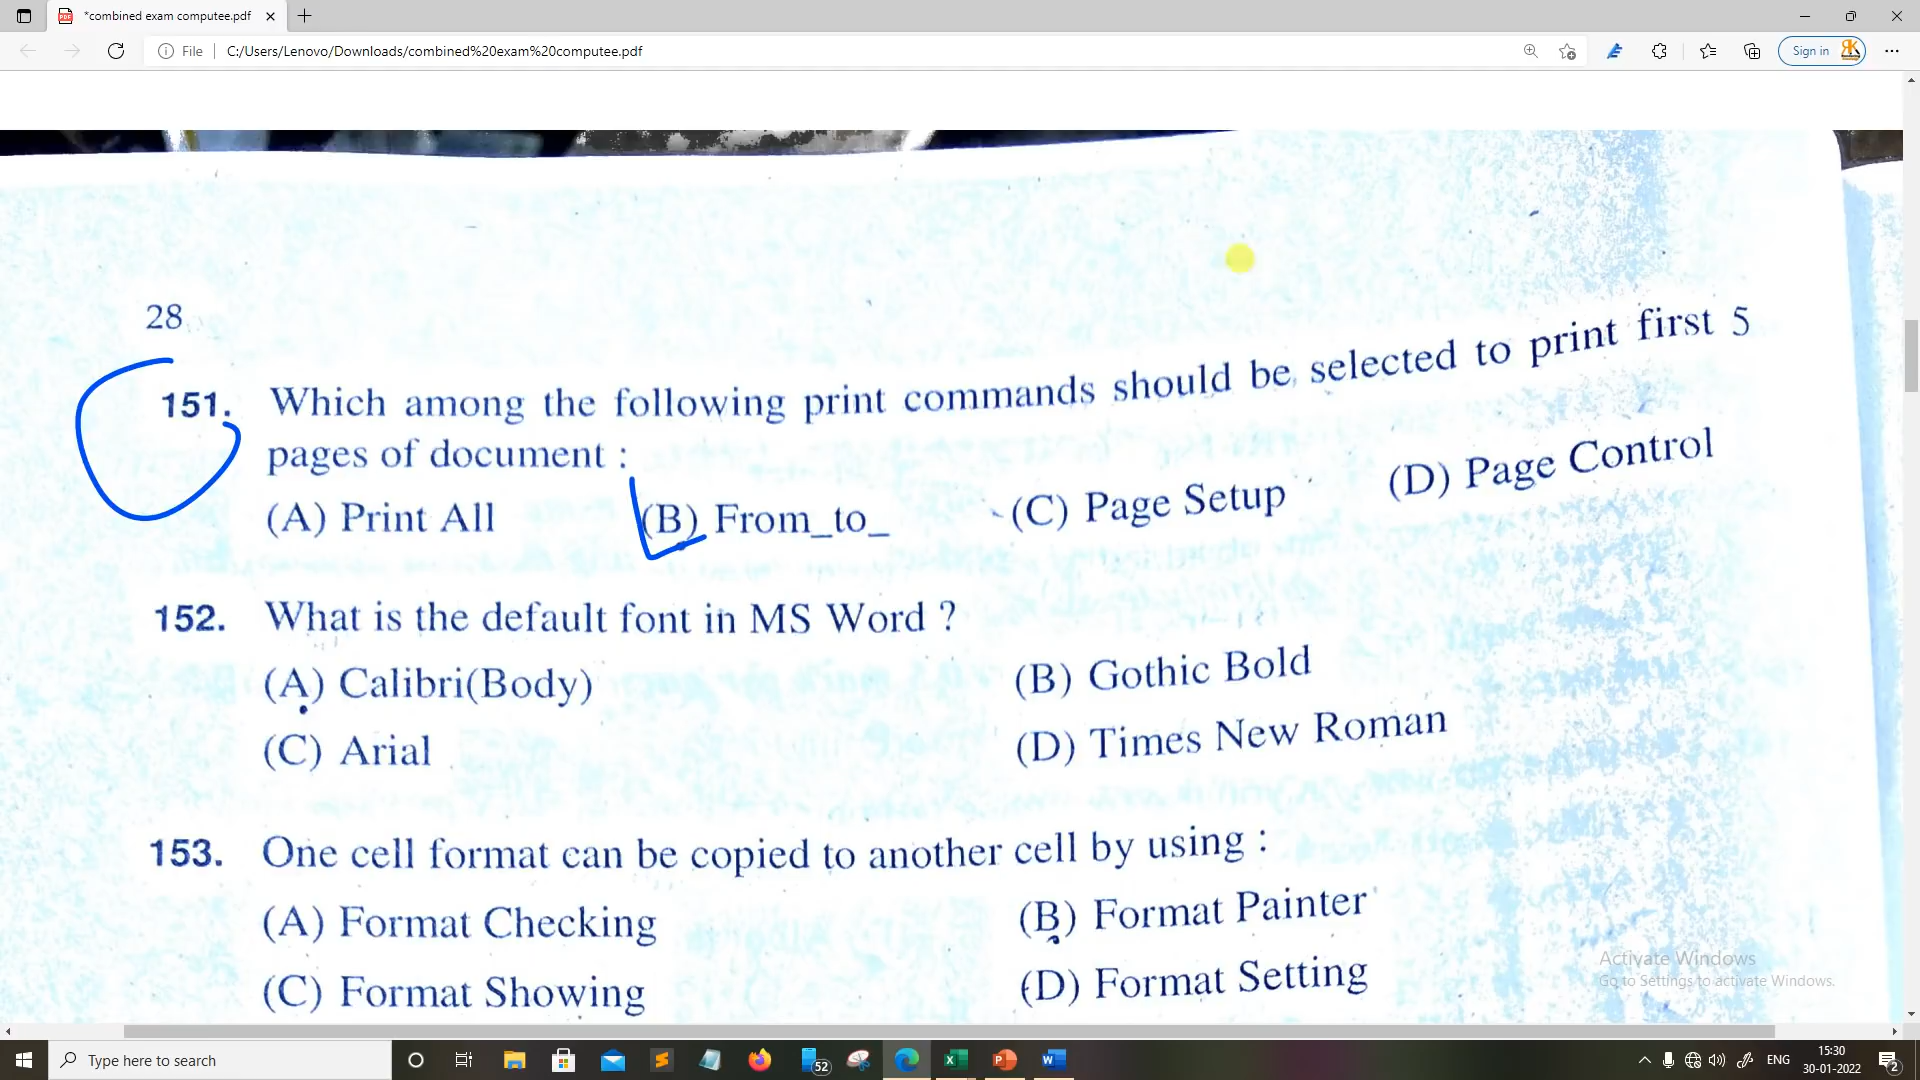 *combined exam computee.pdf
File
C:/Users/Lenovo/Downloads/combined%20exam%20computee.pdf
Sign in
28
151. Which among the following print commands should be selected to print first 5
pages of document :
(A) Print All (B) From_to_ (C) Page Setup (D) Page Control
152. What is the default font in MS Word ?
(A) Calibri(Body) (B) Gothic Bold
(C) Arial (D) Times New Roman
153. One cell format can be copied to another cell by using :
(A) Format Checking (B) Format Painter
(C) Format Showing (D) Format Setting
Activate Windows
Go to Settings to activate Windows.
Type here to search
52
ENG
15:30
30-01-2022
2